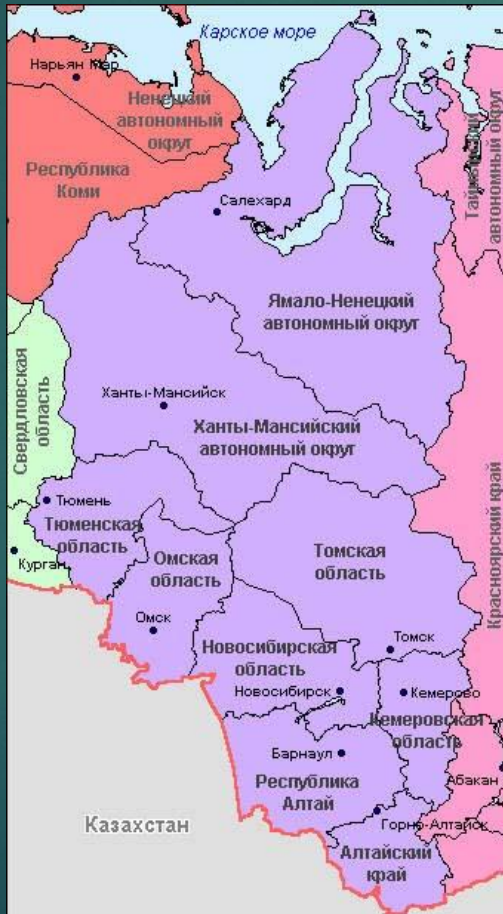 Карское море
Нарьян Мар
Ненецкий
автономный
округ
Республика
Коми
Таймырский
автономный округ
Салехард
Ямало-Ненецкий
автономный округ
Свердловская
область
Ханты-Мансийск
Ханты-Мансийский
автономный округ
Красноярский край
Тюмень
Тюменская
область
Курган
Омская
область
Томская
область
Омск
Томск
Новосибирская
область
Новосибирск
Кемерово
Кемеровская
область
Барнаул
Абакан
Республика
Алтай
Казахстан
Горно-Алтайск
Алтайский
край